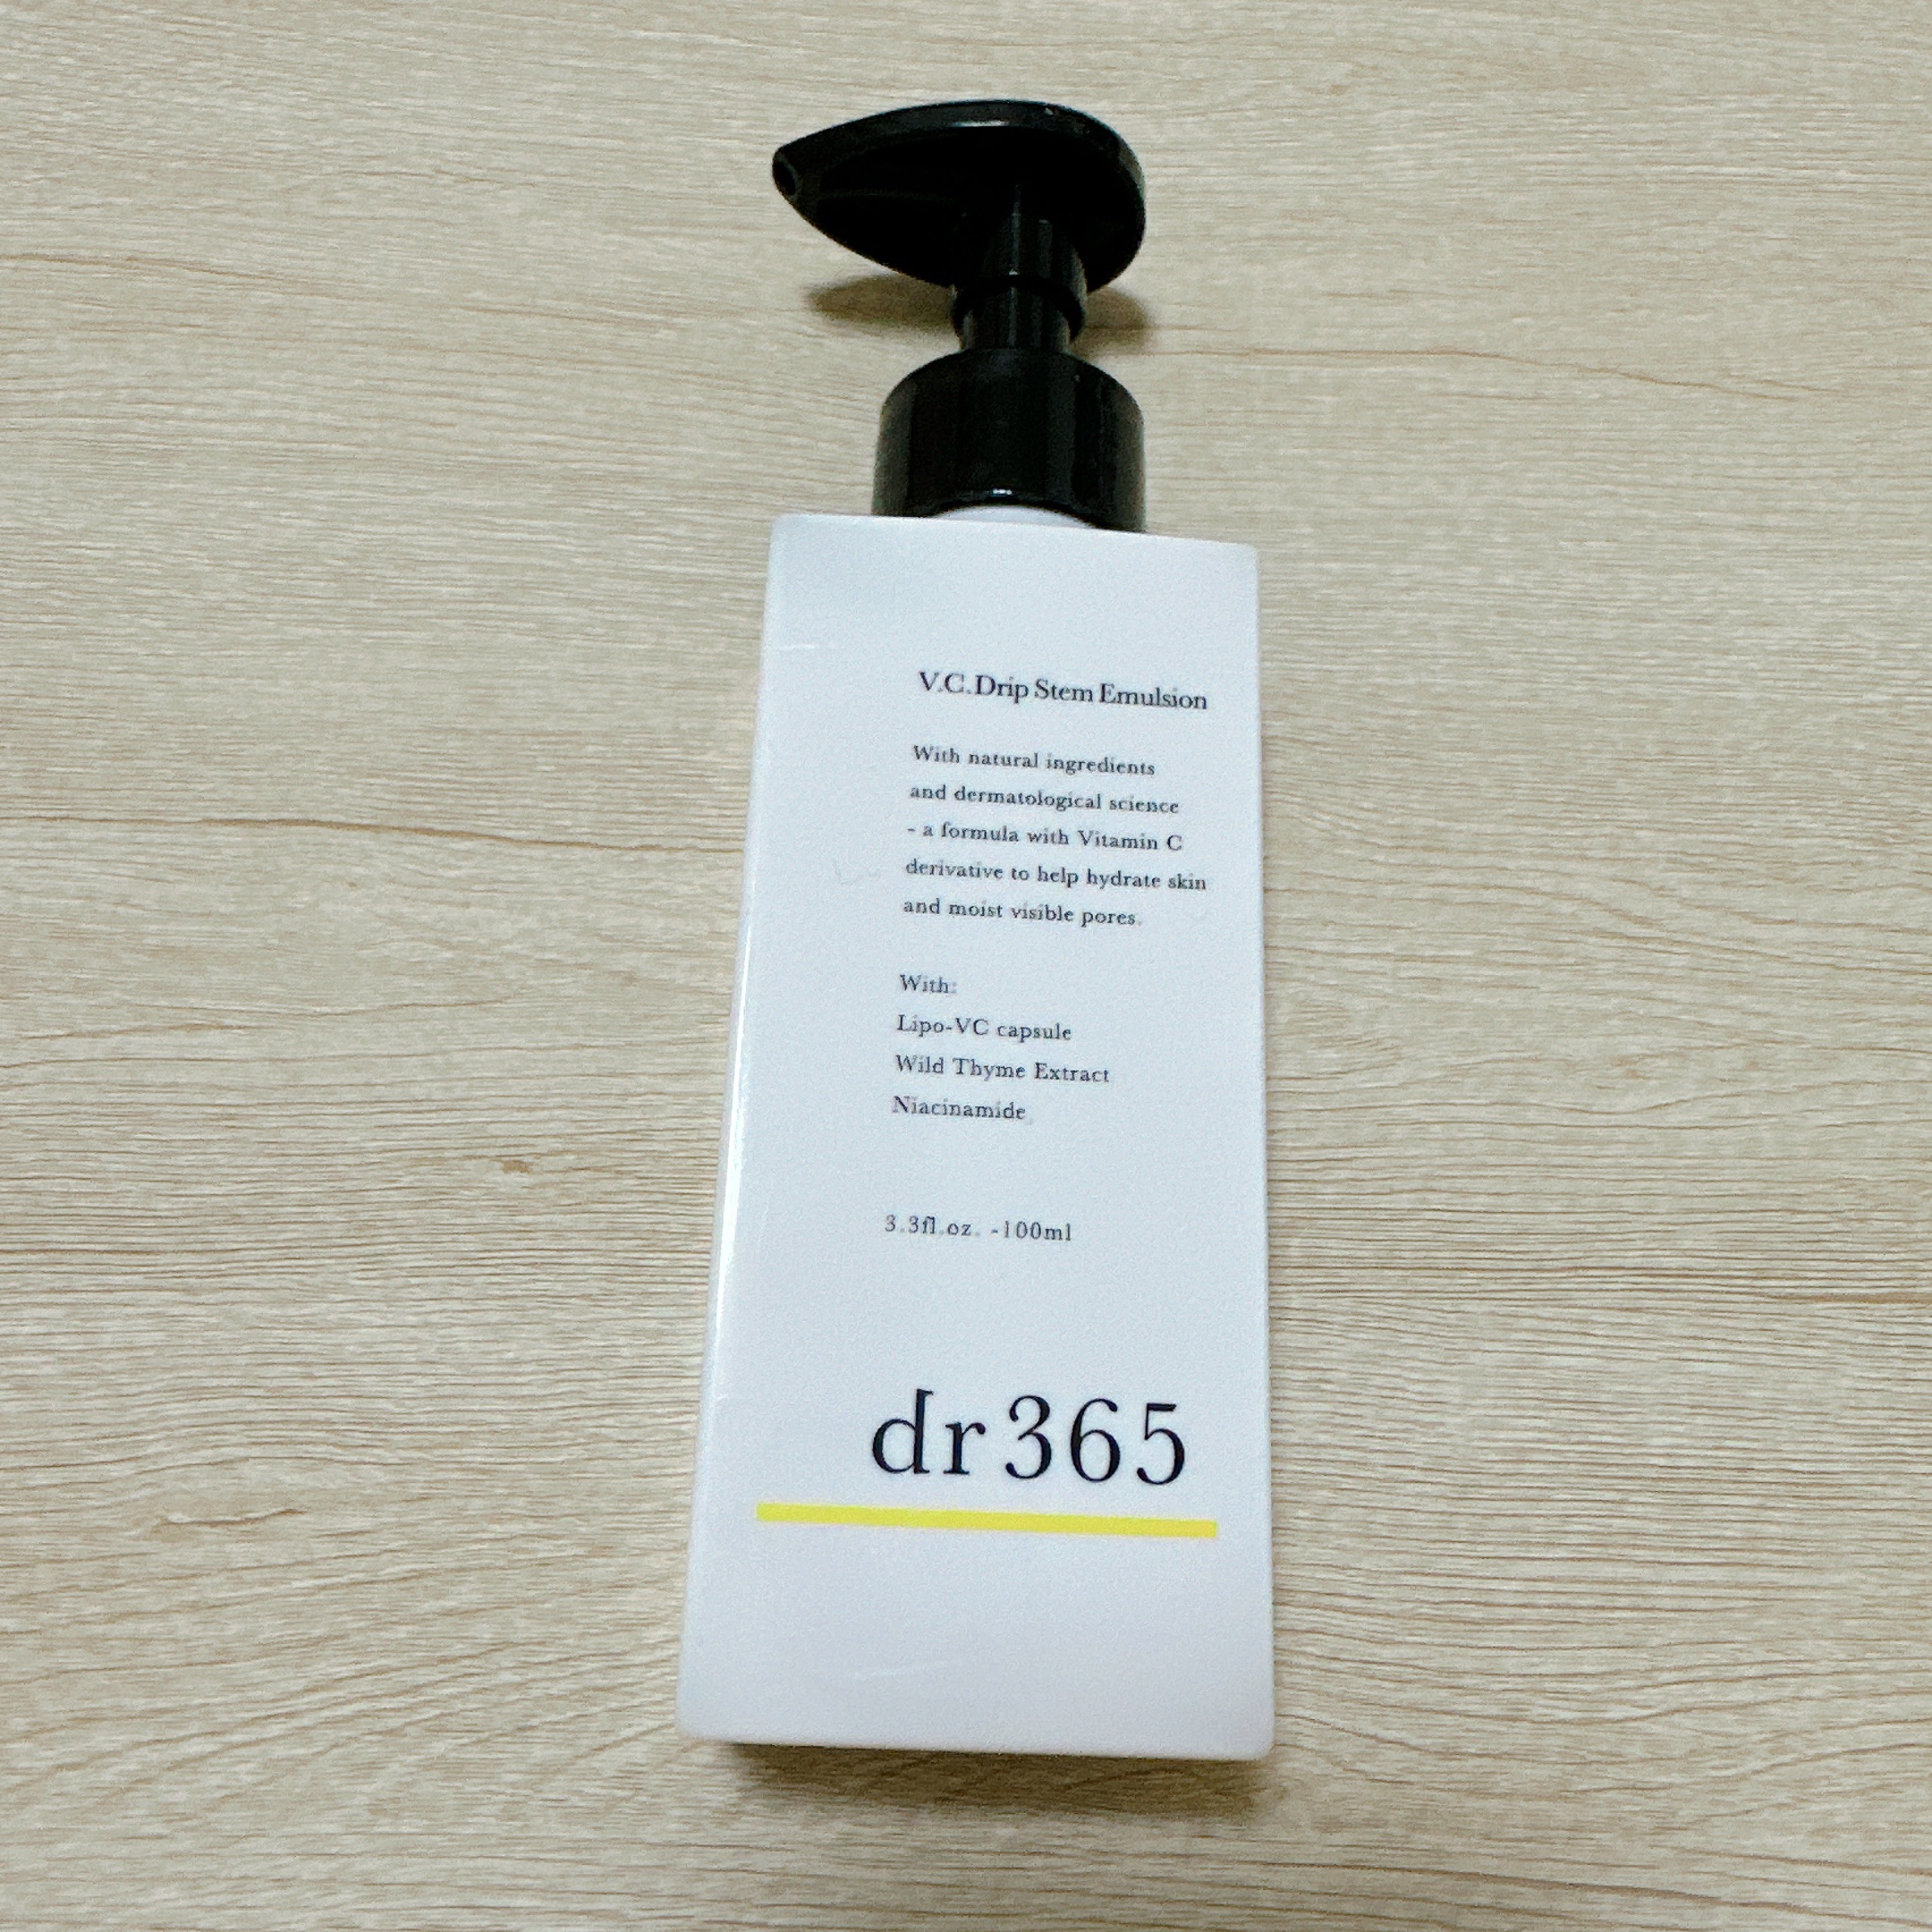 V.C.Drip Stem Emulsion
With natural ingredients
and dermatological science
- a formula with Vitamin C
derivative to help hydrate skin
and moist visible pores.
With:
Lipo-VC capsule
Wild Thyme Extract
Niacinamide
3.3fl.oz. -100ml
dr365